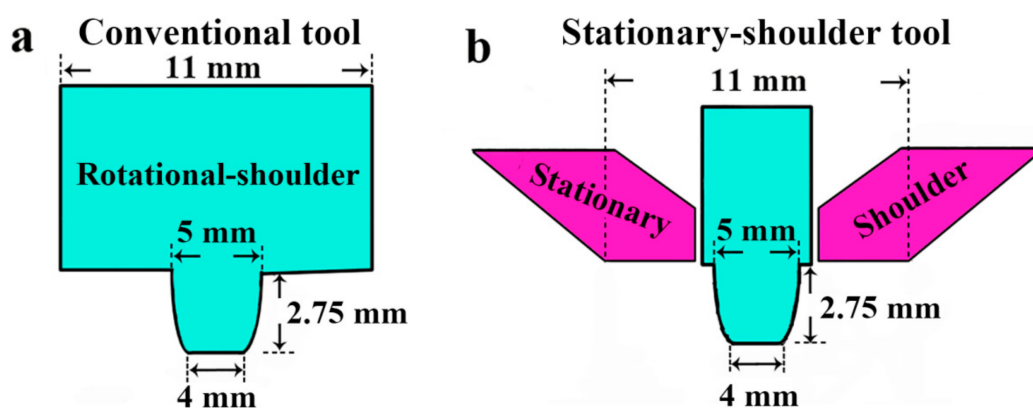 a Conventional tool
11 mm
Rotational-shoulder
5 mm
2.75 mm
4 mm
b Stationary-shoulder tool
11 mm
Stationary
Shoulder
5 mm
2.75 mm
4 mm